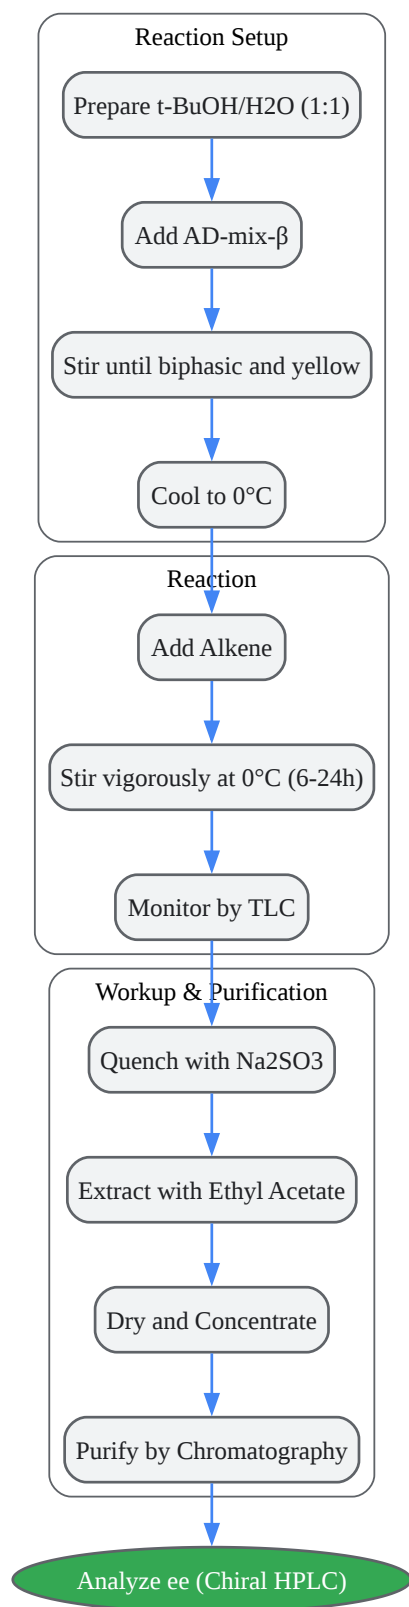 Reaction Setup
Prepare t-BuOH/H2O (1:1)
Add AD-mix-β
Stir until biphasic and yellow
Cool to 0°C
Reaction
Add Alkene
Stir vigorously at 0°C (6-24h)
Monitor by TLC
Workup & Purification
Quench with Na2SO3
Extract with Ethyl Acetate
Dry and Concentrate
Purify by Chromatography
Analyze ee (Chiral HPLC)